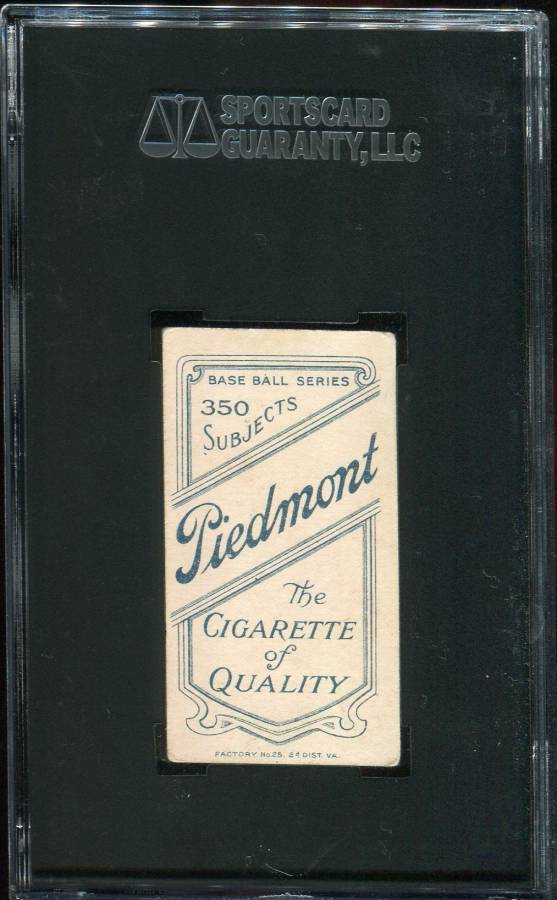 SPORTSCARD
GUARANTY, LLC
BASE BALL SERIES
350
SUBJECTS
Piedmont
The
CIGARETTE
of
QUALITY
FACTORY No. 25. 2d DIST. VA.